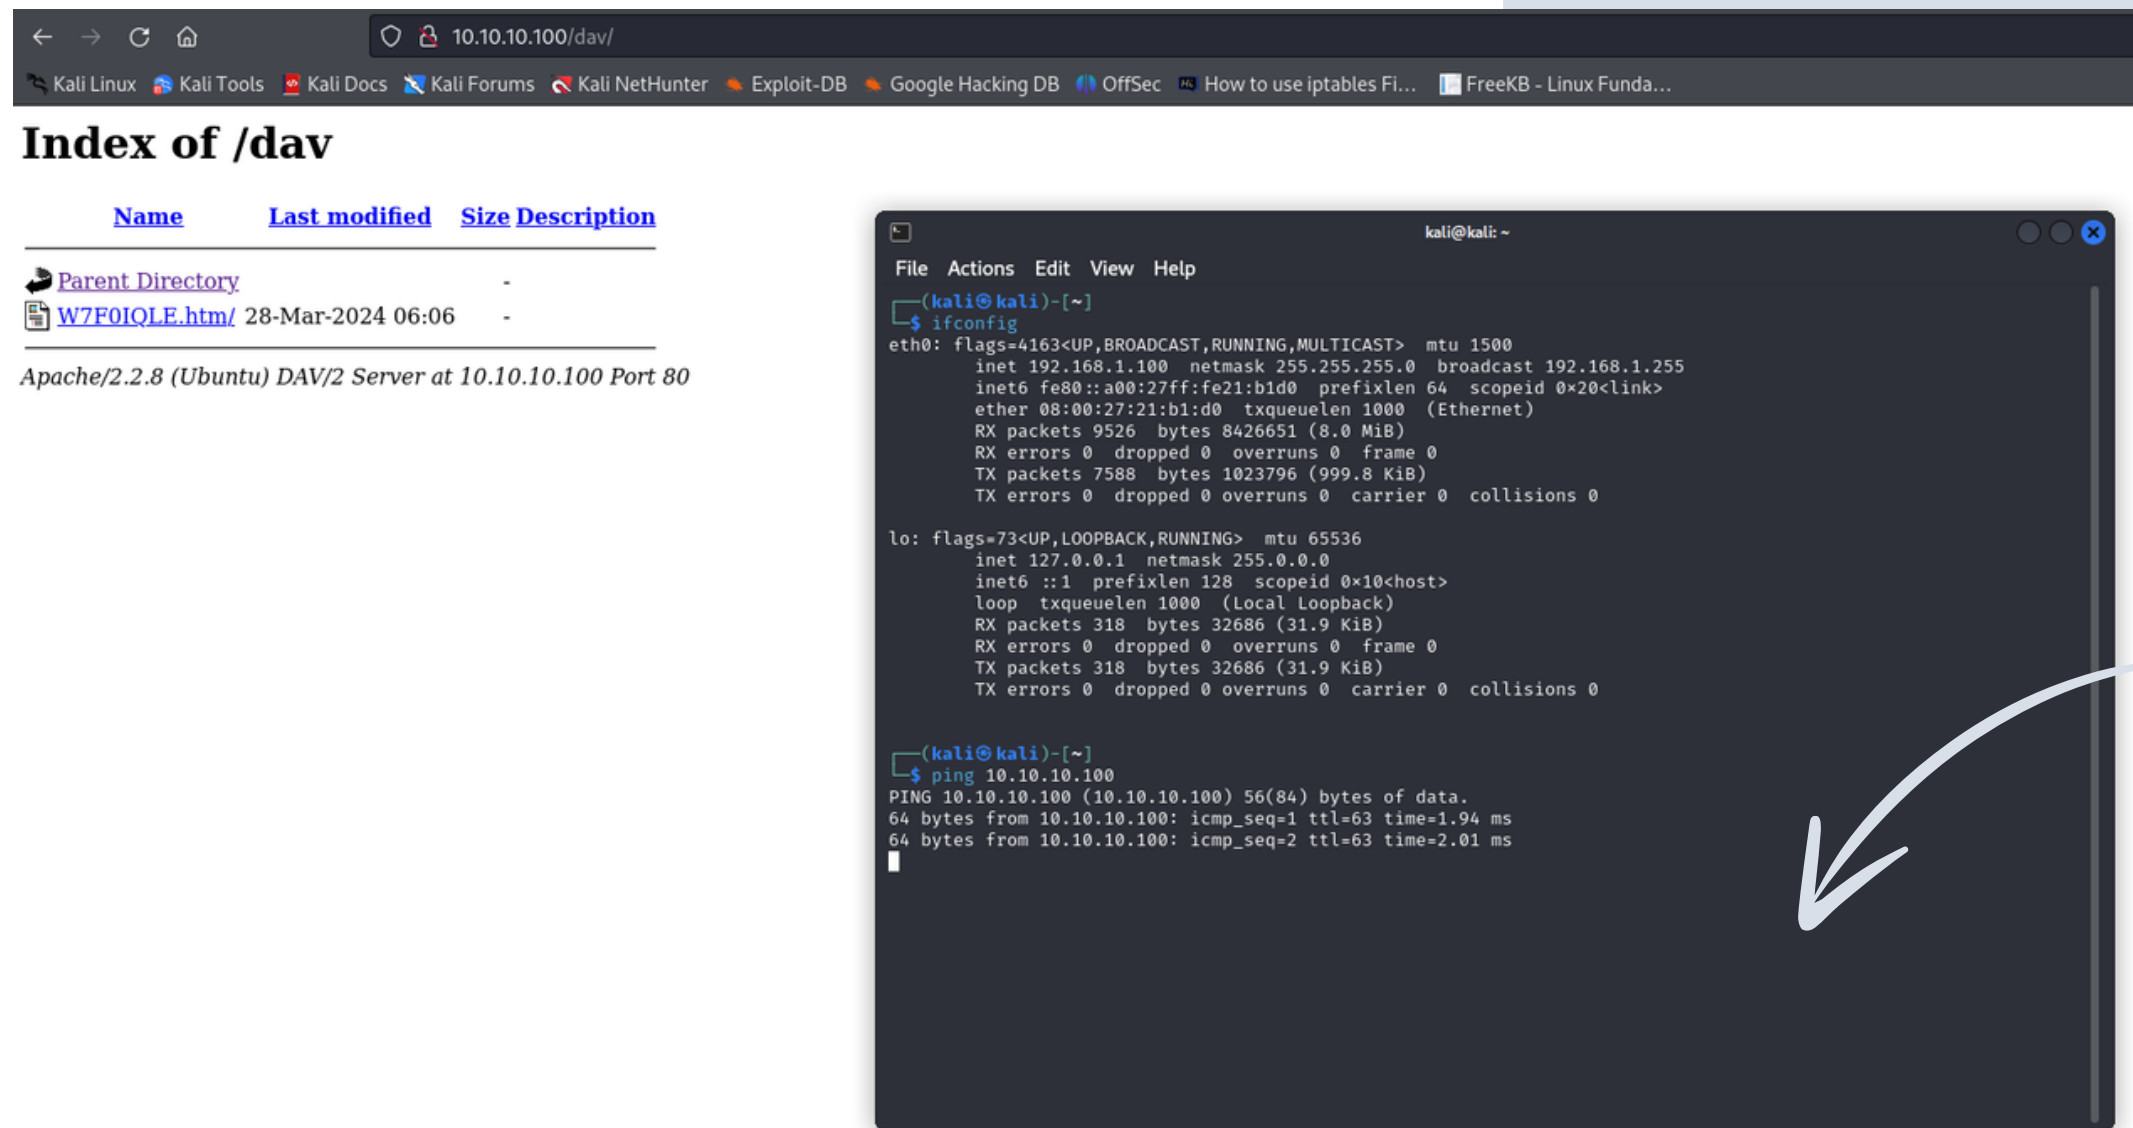 10.10.10.100/dav/
Kali Linux Kali Tools Kali Docs Kali Forums Kali NetHunter Exploit-DB Google Hacking DB OffSec How to use iptables Fi... FreeKB - Linux Funda...
Index of /dav
Name Last modified Size Description
Parent Directory -
W7F0IQLE.htm/ 28-Mar-2024 06:06 -
Apache/2.2.8 (Ubuntu) DAV/2 Server at 10.10.10.100 Port 80
kali@kali: ~
File Actions Edit View Help
┌──(kali㉿kali)-[~]
└─$ ifconfig
eth0: flags=4163<UP,BROADCAST,RUNNING,MULTICAST> mtu 1500
inet 192.168.1.100 netmask 255.255.255.0 broadcast 192.168.1.255
inet6 fe80::a00:27ff:fe21:b1d0 prefixlen 64 scopeid 0×20<link>
ether 08:00:27:21:b1:d0 txqueuelen 1000 (Ethernet)
RX packets 9526 bytes 8426651 (8.0 MiB)
RX errors 0 dropped 0 overruns 0 frame 0
TX packets 7588 bytes 1023796 (999.8 KiB)
TX errors 0 dropped 0 overruns 0 carrier 0 collisions 0
lo: flags=73<UP,LOOPBACK,RUNNING> mtu 65536
inet 127.0.0.1 netmask 255.0.0.0
inet6 ::1 prefixlen 128 scopeid 0×10<host>
loop txqueuelen 1000 (Local Loopback)
RX packets 318 bytes 32686 (31.9 KiB)
RX errors 0 dropped 0 overruns 0 frame 0
TX packets 318 bytes 32686 (31.9 KiB)
TX errors 0 dropped 0 overruns 0 carrier 0 collisions 0
┌──(kali㉿kali)-[~]
└─$ ping 10.10.10.100
PING 10.10.10.100 (10.10.10.100) 56(84) bytes of data.
64 bytes from 10.10.10.100: icmp_seq=1 ttl=63 time=1.94 ms
64 bytes from 10.10.10.100: icmp_seq=2 ttl=63 time=2.01 ms